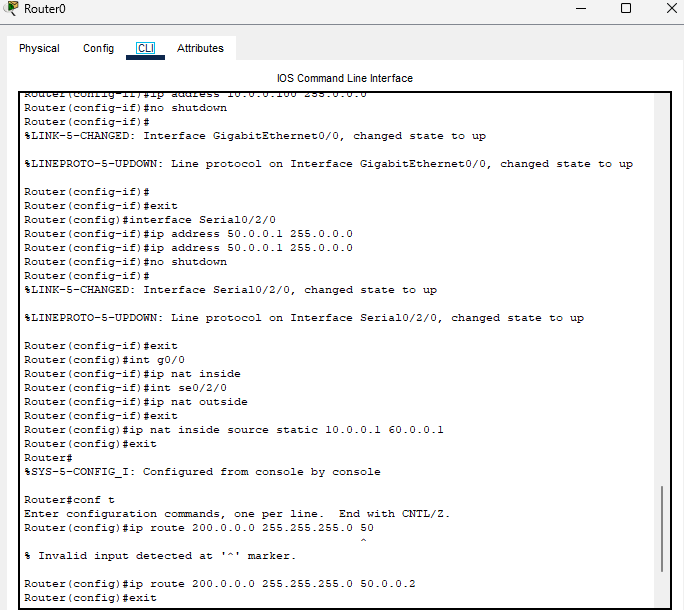 Router0
Physical Config CLI Attributes
IOS Command Line Interface
Router(config-if)#ip address 10.0.0.100 255.0.0.0
Router(config-if)#no shutdown
Router(config-if)#
%LINK-5-CHANGED: Interface GigabitEthernet0/0, changed state to up
%LINEPROTO-5-UPDOWN: Line protocol on Interface GigabitEthernet0/0, changed state to up
Router(config-if)#
Router(config-if)#exit
Router(config)#interface Serial0/2/0
Router(config-if)#ip address 50.0.0.1 255.0.0.0
Router(config-if)#ip address 50.0.0.1 255.0.0.0
Router(config-if)#no shutdown
Router(config-if)#
%LINK-5-CHANGED: Interface Serial0/2/0, changed state to up
%LINEPROTO-5-UPDOWN: Line protocol on Interface Serial0/2/0, changed state to up
Router(config-if)#exit
Router(config)#int g0/0
Router(config-if)#ip nat inside
Router(config-if)#int se0/2/0
Router(config-if)#ip nat outside
Router(config-if)#exit
Router(config)#ip nat inside source static 10.0.0.1 60.0.0.1
Router(config)#exit
Router#
%SYS-5-CONFIG_I: Configured from console by console
Router#conf t
Enter configuration commands, one per line.  End with CNTL/Z.
Router(config)#ip route 200.0.0.0 255.255.255.0 50
^
% Invalid input detected at '^' marker.
Router(config)#ip route 200.0.0.0 255.255.255.0 50.0.0.2
Router(config)#exit